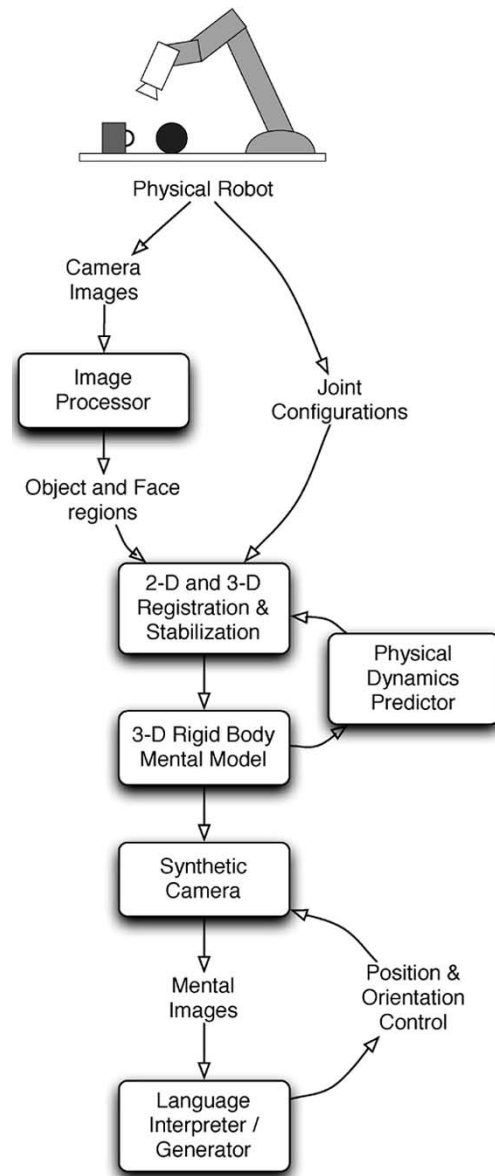 Physical Robot
Camera
Images
Image
Processor
Joint
Configurations
Object and Face
regions
2-D and 3-D
Registration &
Stabilization
Physical
Dynamics
Predictor
3-D Rigid Body
Mental Model
Synthetic
Camera
Mental
Images
Position &
Orientation
Control
Language
Interpreter /
Generator